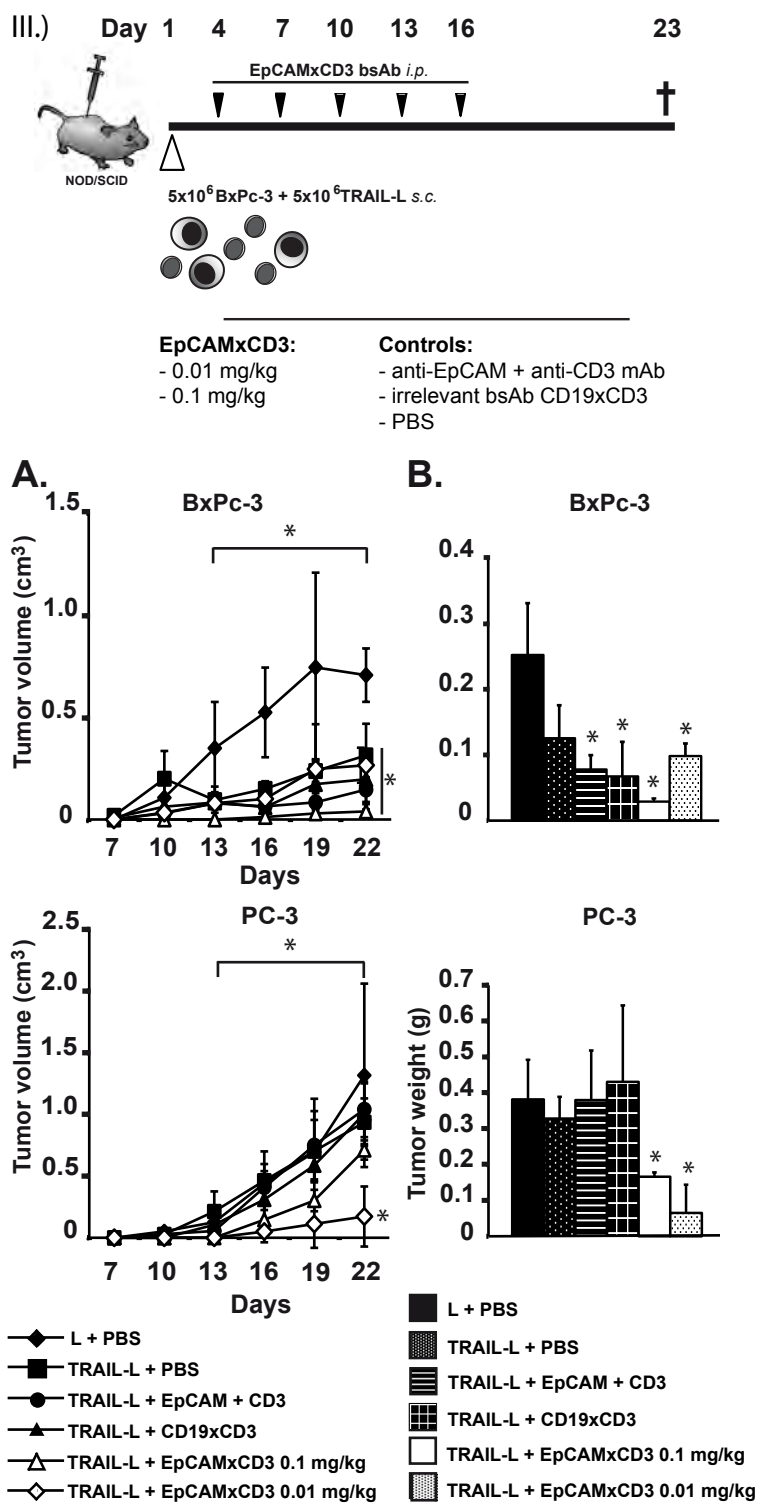 III.) Day 1 4 7 10 13 16 23
EpCAMxCD3 bsAb i.p.
NOD/SCID
5x10⁶ BxPc-3 + 5x10⁶ TRAIL-L s.c.
EpCAMxCD3:
- 0.01 mg/kg
- 0.1 mg/kg
Controls:
- anti-EpCAM + anti-CD3 mAb
- irrelevant bsAb CD19xCD3
- PBS
A.
BxPc-3
Tumor volume (cm³)
1.5
1.0
0.5
0
*
*
7 10 13 16 19 22
Days
B.
BxPc-3
0.4
0.3
0.2
0.1
0
* * * *
PC-3
Tumor volume (cm³)
2.5
2.0
1.5
1.0
0.5
0
*
*
7 10 13 16 19 22
Days
PC-3
Tumor weight (g)
0.7
0.6
0.5
0.4
0.3
0.2
0.1
0
* *
L + PBS
TRAIL-L + PBS
TRAIL-L + EpCAM + CD3
TRAIL-L + CD19xCD3
TRAIL-L + EpCAMxCD3 0.1 mg/kg
TRAIL-L + EpCAMxCD3 0.01 mg/kg
L + PBS
TRAIL-L + PBS
TRAIL-L + EpCAM + CD3
TRAIL-L + CD19xCD3
TRAIL-L + EpCAMxCD3 0.1 mg/kg
TRAIL-L + EpCAMxCD3 0.01 mg/kg